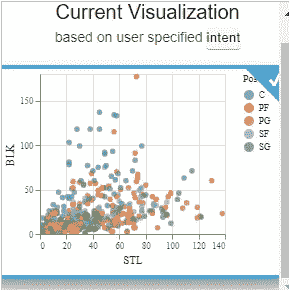 Current Visualization
based on user specified intent
BLK
150
100
50
0
0 20 40 60 80 100 120 140
STL
C
PF
PG
SF
SG